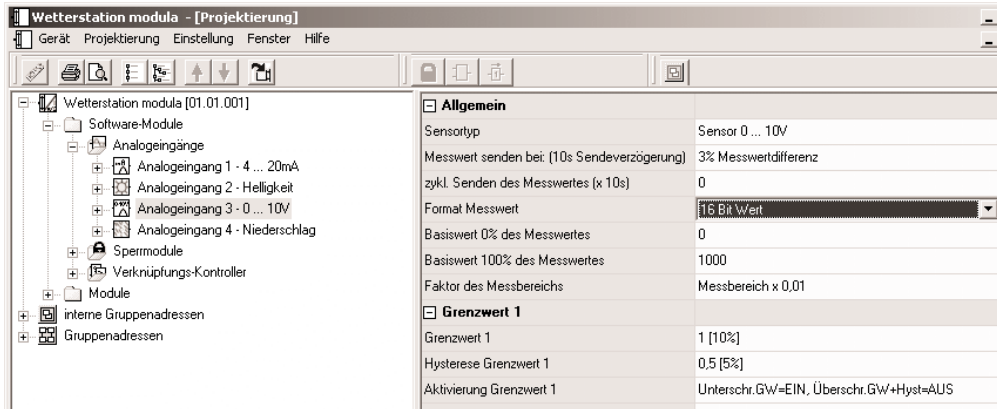 Wetterstation modula - [Projektierung]
Gerät Projektierung Einstellung Fenster Hilfe
Wetterstation modula [01.01.001]
Software-Module
Analogeingänge
Analogeingang 1 - 4 ... 20mA
Analogeingang 2 - Helligkeit
Analogeingang 3 - 0 ... 10V
Analogeingang 4 - Niederschlag
Sperrmodule
Verknüpfungs-Kontroller
Module
interne Gruppenadressen
Gruppenadressen
Allgemein
Sensortyp Sensor 0 ... 10V
Messwert senden bei: (10s Sendeverzögerung) 3% Messwertdifferenz
zykl. Senden des Messwertes (x 10s) 0
Format Messwert 16 Bit Wert
Basiswert 0% des Messwertes 0
Basiswert 100% des Messwertes 1000
Faktor des Messbereichs Messbereich x 0,01
Grenzwert 1
Grenzwert 1 1 [10%]
Hysterese Grenzwert 1 0,5 [5%]
Aktivierung Grenzwert 1 Unterschr.GW=EIN, Überschr.GW+Hyst=AUS